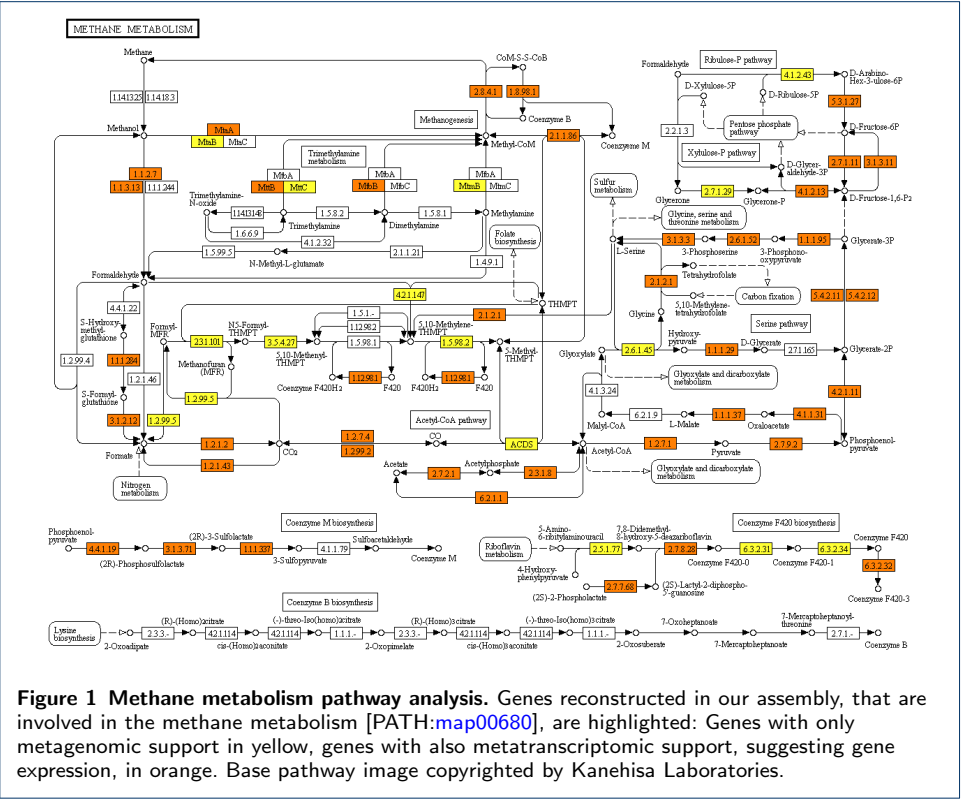 METHANE METABOLISM
Methane
CoM-S-S-CoB
Ribulose-P pathway
Formaldehyde
4.1.2.43
D-Arabino-
Hex-3-ulose-6P
D-Xylulose-5P
D-Ribulose-5P
1.14.13.25
1.14.18.3
2.8.4.1
1.8.98.1
5.3.1.27
Coenzyme B
Methanogenesis
2.2.1.3
Pentose phosphate
pathway
D-Fructose-6P
Methanol
MtaA
MtaB
MtaC
Methyl-CoM
2.1.1.86
Coenzyme M
Xylulose-P pathway
2.7.1.11
3.1.3.11
D-Glycer-
aldehyde-3P
Trimethylamine
metabolism
MtbA
MttB
MttC
MtbA
MtbB
MtbC
MtbA
MtmB
MtmC
1.1.2.7
1.1.3.13
1.1.1.244
Sulfur
metabolism
Glycerone
2.7.1.29
Glycerone-P
4.1.2.13
D-Fructose-1,6-P2
Trimethylamine-
N-oxide
1.14.13.148
Trimethylamine
1.5.8.2
Dimethylamine
1.5.8.1
Methylamine
Glycine, serine and
threonine metabolism
1.6.6.9
4.1.2.32
Folate
biosynthesis
L-Serine
3.1.3.3
3-Phosphoserine
2.6.1.52
3-Phosphono-
oxypyruvate
1.1.1.95
Glycerate-3P
1.5.99.5
N-Methyl-L-glutamate
2.1.1.21
1.4.9.1
Formaldehyde
Tetrahydrofolate
2.1.2.1
5,10-Methylene-
tetrahydrofolate
Carbon fixation
5.4.2.11
5.4.2.12
4.2.1.147
THMPT
2.1.2.1
Glycine
Serine pathway
4.4.1.22
S-Hydroxy-
methyl-
glutathione
Formyl-
MFR
2.3.1.101
N5-Formyl-
THMPT
3.5.4.27
5,10-Methenyl-
THMPT
1.5.1.-
1.12.98.2
1.5.98.1
5,10-Methylene-
THMPT
1.5.98.2
5-Methyl-
THMPT
Glyoxylate
2.6.1.45
Hydroxy-
pyruvate
1.1.1.29
D-Glycerate
2.7.1.165
Glycerate-2P
1.2.99.4
1.1.1.284
1.2.1.46
Methanofuran
(MFR)
Coenzyme F420H2
1.12.98.1
F420
F420H2
1.12.98.1
F420
Glyoxylate and dicarboxylate
metabolism
4.1.3.24
4.2.1.11
S-Formyl-
glutathione
1.2.99.5
3.1.2.12
1.2.99.5
Acetyl-CoA pathway
Malyl-CoA
6.2.1.9
L-Malate
1.1.1.37
Oxaloacetate
4.1.1.31
Formate
1.2.1.2
1.2.1.43
CO2
1.2.7.4
1.2.99.2
CO
ACDS
Acetyl-CoA
1.2.7.1
Pyruvate
2.7.9.2
Phosphoenol-
pyruvate
Nitrogen
metabolism
Acetate
2.7.2.1
Acetylphosphate
2.3.1.8
6.2.1.1
Glyoxylate and dicarboxylate
metabolism
Coenzyme M biosynthesis
Phosphoenol-
pyruvate
4.4.1.19
(2R)-Phosphosulfolactate
3.1.3.71
(2R)-3-Sulfolactate
1.1.1.337
3-Sulfopyruvate
4.1.1.79
Sulfoacetaldehyde
Coenzyme M
Coenzyme F420 biosynthesis
Riboflavin
metabolism
5-Amino-
6-ribitylaminouracil
4-Hydroxy-
phenylpyruvate
2.5.1.77
7,8-Didemethyl-
8-hydroxy-5-deazariboflavin
2.7.8.28
Coenzyme F420-0
6.3.2.31
Coenzyme F420-1
6.3.2.34
Coenzyme F420
6.3.2.32
Coenzyme F420-3
(2S)-2-Phospholactate
2.7.7.68
(2S)-Lactyl-2-diphospho-
5'-guanosine
Coenzyme B biosynthesis
Lysine
biosynthesis
2-Oxoadipate
2.3.3.-
(R)-(Homo)2citrate
4.2.1.114
cis-(Homo)2aconitate
4.2.1.114
(-)-threo-Iso(homo)2citrate
1.1.1.-
2-Oxopimelate
2.3.3.-
(R)-(Homo)3citrate
4.2.1.114
cis-(Homo)3aconitate
4.2.1.114
(-)-threo-Iso(homo)3citrate
1.1.1.-
2-Oxosuberate
7-Oxoheptanoate
7-Mercaptoheptanoate
7-Mercaptoheptanoyl-
threonine
2.7.1.-
Coenzyme B
Figure 1 Methane metabolism pathway analysis. Genes reconstructed in our assembly, that are
involved in the methane metabolism [PATH:map00680], are highlighted: Genes with only
metagenomic support in yellow, genes with also metatranscriptomic support, suggesting gene
expression, in orange. Base pathway image copyrighted by Kanehisa Laboratories.